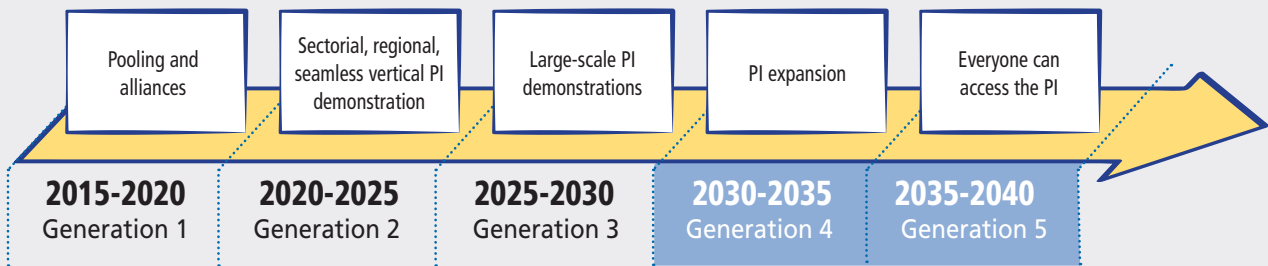 Pooling and
alliances
Sectorial, regional,
seamless vertical PI
demonstration
Large-scale PI
demonstrations
PI expansion
Everyone can
access the PI
2015-2020
Generation 1
2020-2025
Generation 2
2025-2030
Generation 3
2030-2035
Generation 4
2035-2040
Generation 5